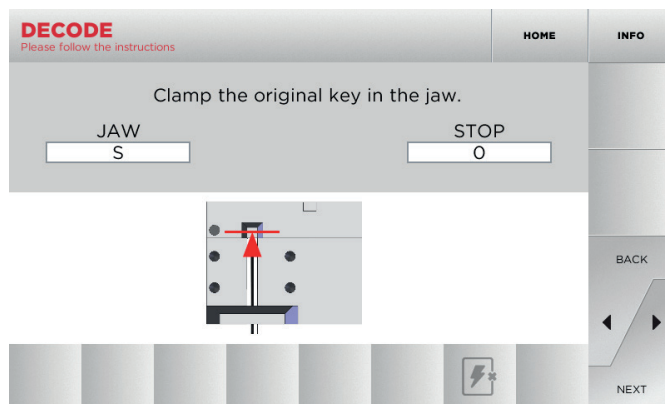 DECODE
Please follow the instructions
HOME
INFO
Clamp the original key in the jaw.
JAW
STOP
S
0
BACK
NEXT